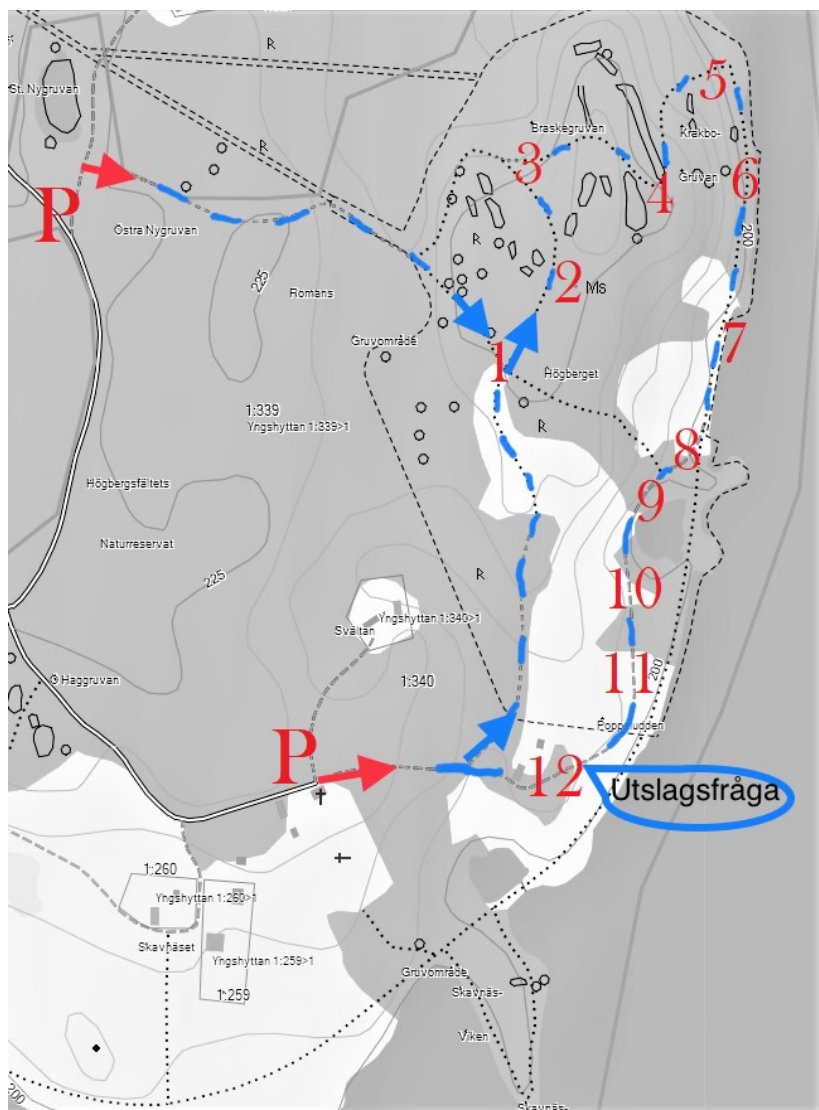 R
St. Nygruvan
5
Braskegruvan
Kräkbo-
R
3
P
4
Gruvan
6
Östra Nygruvan
R
200
225
2
Ms
Romans
7
Gruvområde
1
Högberget
1:339
Yngshyttan 1:339>1
R
8
Högbergsfältets
9
Naturreservat
225
R
10
Yngshyttan 1:340>1
Svältan
200
Haggruvan
1:340
11
Poppeludden
P
12
Utslagsfråga
1:260
Yngshyttan 1:260>1
Skavnäset
Yngshyttan 1:259>1
Gruvområde
1:259
Skavnäs-
Viken
200
Skavnäs-